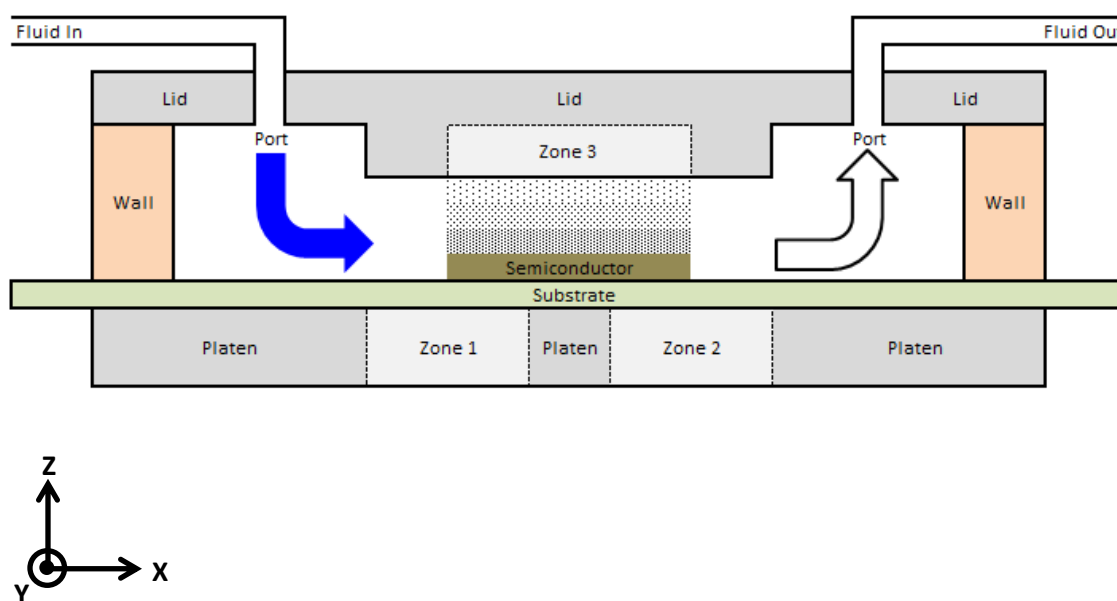 Fluid In
Fluid Out
Lid
Lid
Lid
Port
Port
Zone 3
Wall
Wall
Semiconductor
Substrate
Platen
Zone 1
Platen
Zone 2
Platen
Z
Y
X